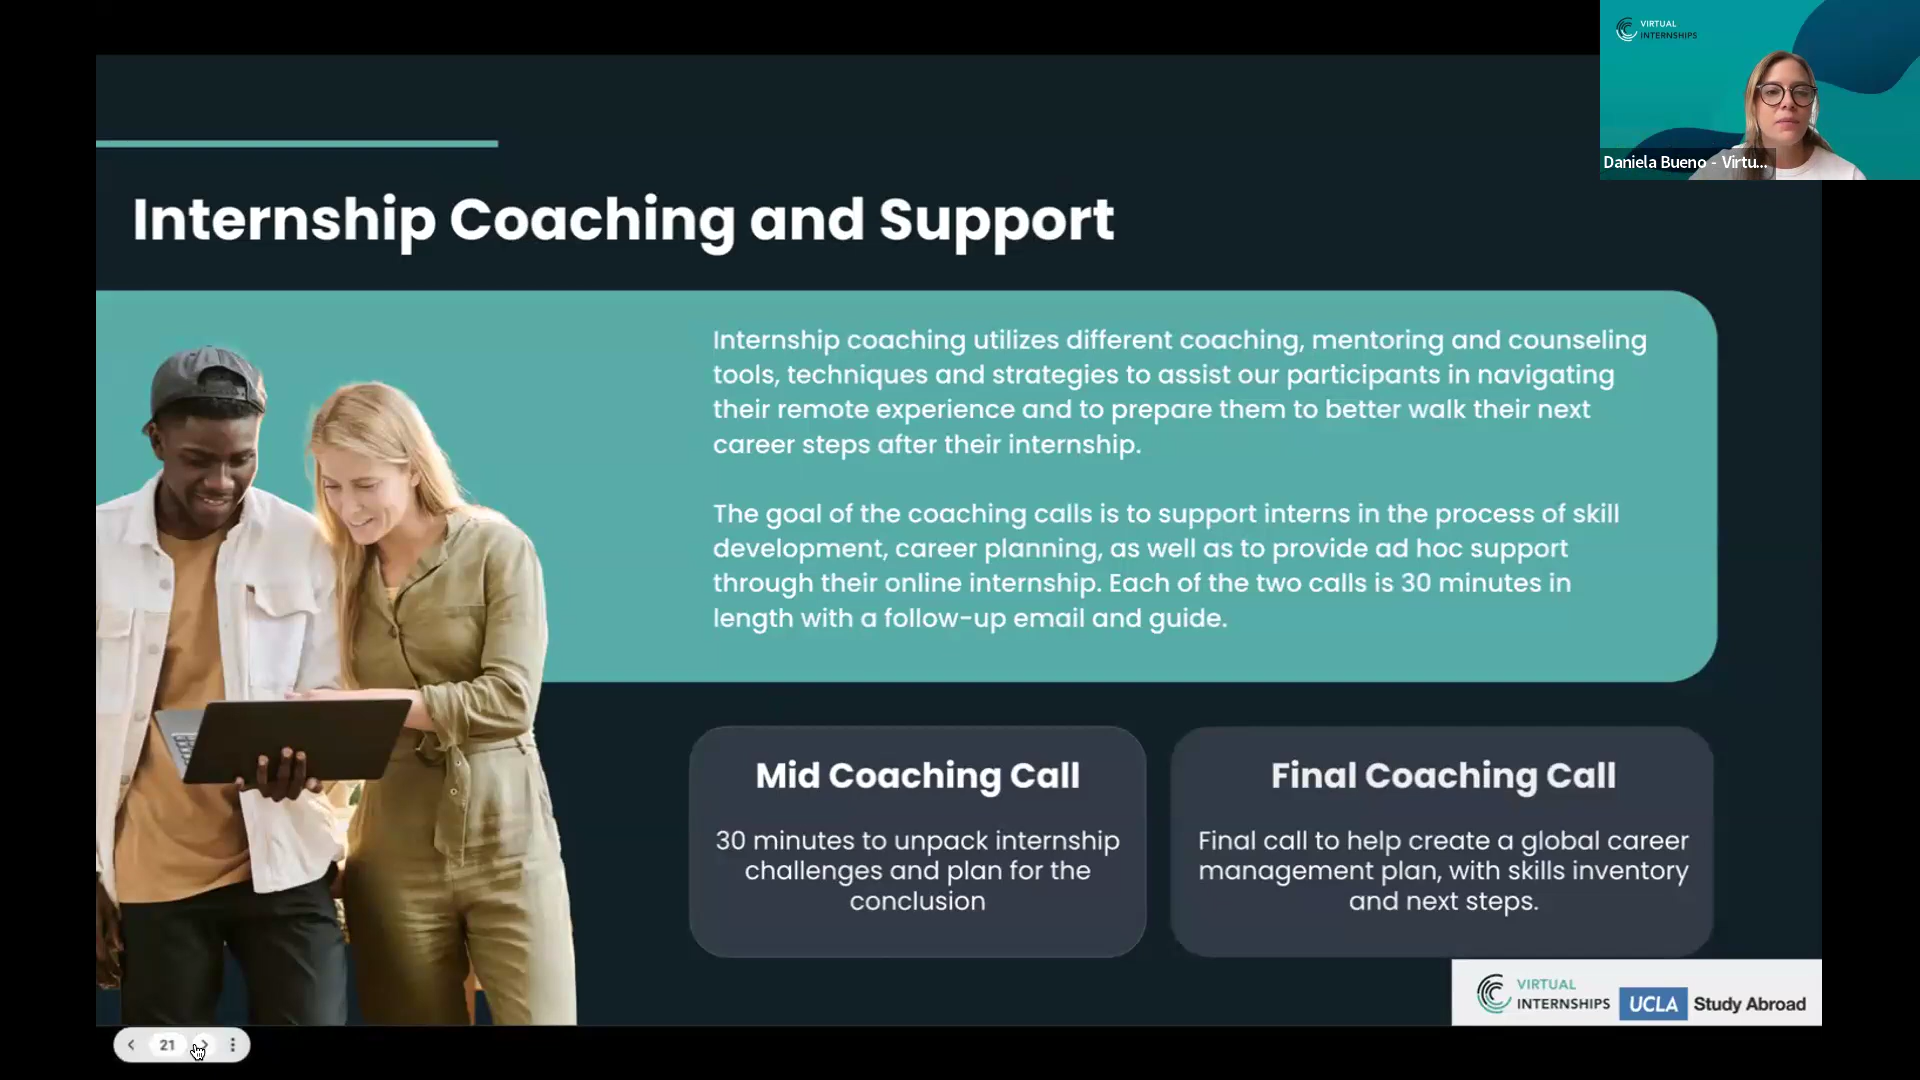 VIRTUAL
INTERNSHIPS
Daniela Bueno - Virtu...
Internship Coaching and Support
Internship coaching utilizes different coaching, mentoring and counseling
tools, techniques and strategies to assist our participants in navigating
their remote experience and to prepare them to better walk their next
career steps after their internship.
The goal of the coaching calls is to support interns in the process of skill
development, career planning, as well as to provide ad hoc support
through their online internship. Each of the two calls is 30 minutes in
length with a follow-up email and guide.
Mid Coaching Call
30 minutes to unpack internship
challenges and plan for the
conclusion
Final Coaching Call
Final call to help create a global career
management plan, with skills inventory
and next steps.
VIRTUAL
INTERNSHIPS
UCLA Study Abroad
21